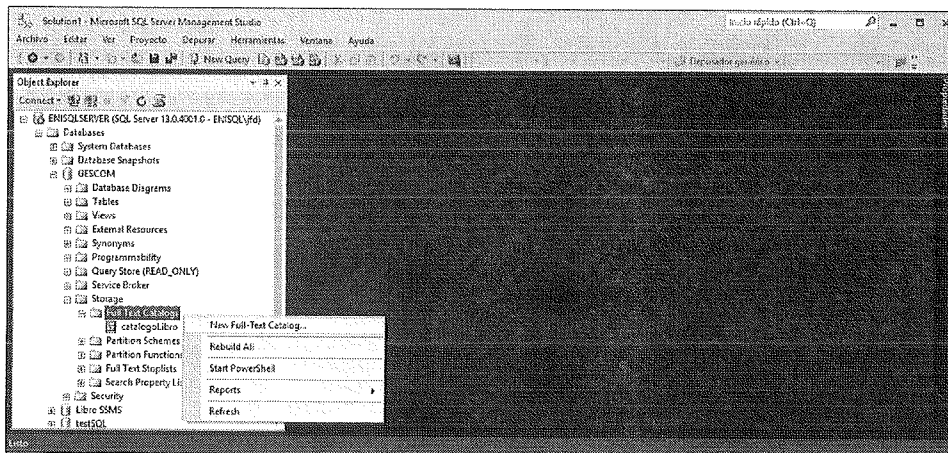 Solution1 - Microsoft SQL Server Management Studio
Inicio rápido (Ctrl+Q)
Archivo Editar Ver Proyecto Depurar Herramientas Ventana Ayuda
New Query
Depurador genérico
Object Explorer
Connect
ENISQLSERVER (SQL Server 13.0.4001.0 - ENISQL\jfd)
Databases
System Databases
Database Snapshots
GESCOM
Database Diagrams
Tables
Views
External Resources
Synonyms
Programmability
Query Store (READ_ONLY)
Service Broker
Storage
Full Text Catalogs
catalogoLibro
Partition Schemes
Partition Functions
Full Text Stoplists
Search Property Li
Security
Libro SSMS
testSQL
New Full-Text Catalog...
Rebuild All
Start PowerShell
Reports
Refresh
Listo